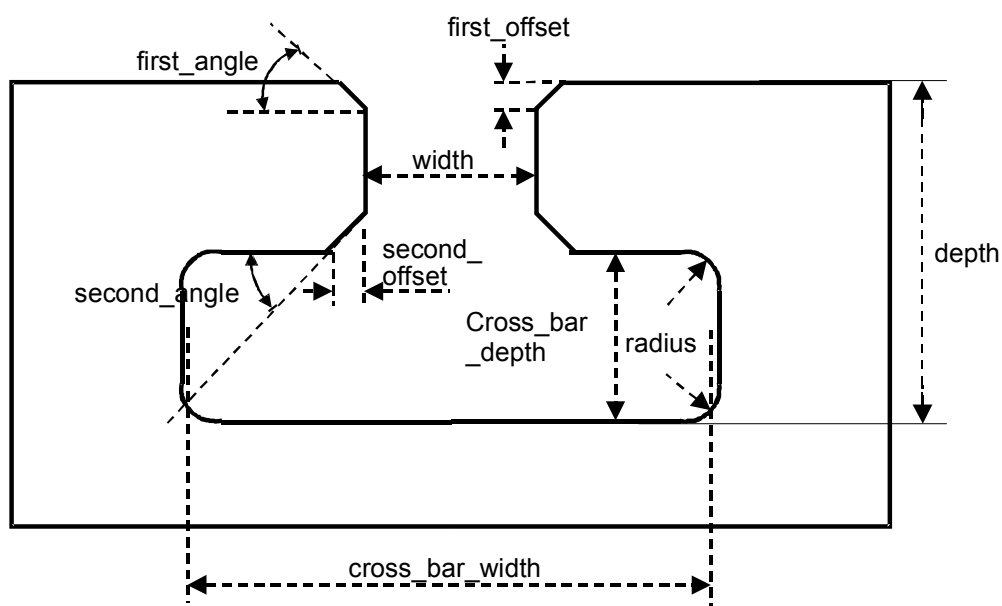 first_offset
first_angle
width
second_
offset
depth
second_angle
Cross_bar
_depth
radius
cross_bar_width